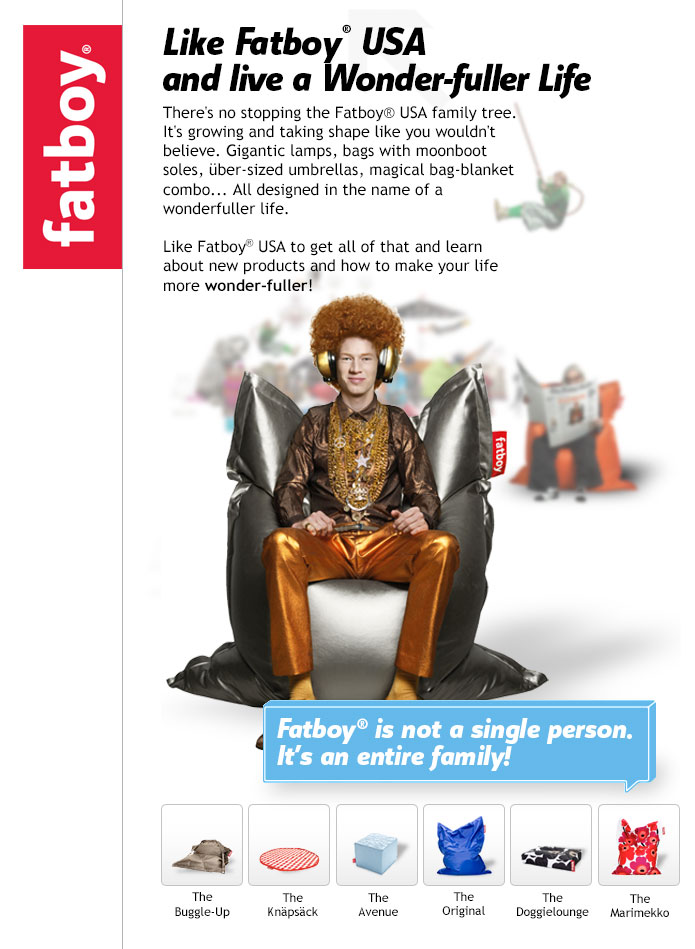 fatboy®
Like Fatboy® USA
and live a Wonder-fuller Life
There's no stopping the Fatboy® USA family tree.
It's growing and taking shape like you wouldn't
believe. Gigantic lamps, bags with moonboot
soles, über-sized umbrellas, magical bag-blanket
combo... All designed in the name of a
wonderfuller life.
Like Fatboy® USA to get all of that and learn
about new products and how to make your life
more wonder-fuller!
fatboy
Fatboy® is not a single person.
It's an entire family!
The
Buggle-Up
The
Knäpsäck
The
Avenue
The
Original
The
Doggielounge
The
Marimekko